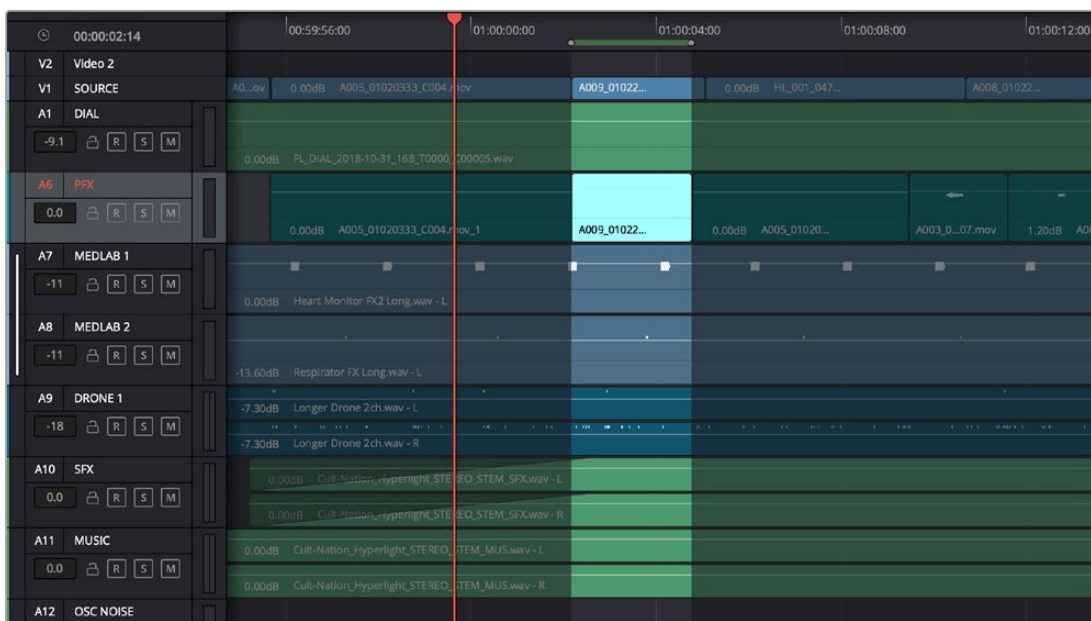 00:00:02:14
00:59:56:00 01:00:00:00 01:00:04:00 01:00:08:00 01:00:12:00
V2 Video 2
V1 SOURCE A0...ov 0.00dB A005_01020333_C004.mov A009_01022... 0.00dB HL_001_047... A008_01022...
A1 DIAL
-9.1 R S M
0.00dB FL_DIAL_2018-10-31_168_T0000_C00005.wav
A6 PFX
0.0 R S M
0.00dB A005_01020333_C004.mov_1 A009_01022... 0.00dB A005_01020... A003_0...07.mov 1.20dB A00
A7 MEDLAB 1
-11 R S M
0.00dB Heart Monitor FX2 Long.wav - L
A8 MEDLAB 2
-11 R S M
-13.60dB Respirator FX Long.wav - L
A9 DRONE 1
-7.30dB Longer Drone 2ch.wav - L
-18 R S M
-7.30dB Longer Drone 2ch.wav - R
A10 SFX
0.00dB Cult-Nation_Hyperlight_STEREO_STEM_SFX.wav - L
0.0 R S M
0.00dB Cult-Nation_Hyperlight_STEREO_STEM_SFX.wav - R
A11 MUSIC
0.00dB Cult-Nation_Hyperlight_STEREO_STEM_MUS.wav - L
0.0 R S M
0.00dB Cult-Nation_Hyperlight_STEREO_STEM_MUS.wav - R
A12 OSC NOISE